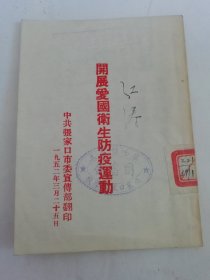 開展愛國衛生防疫運動
中共張家口市委宣傳部翻印
一九五二年三月二十五日